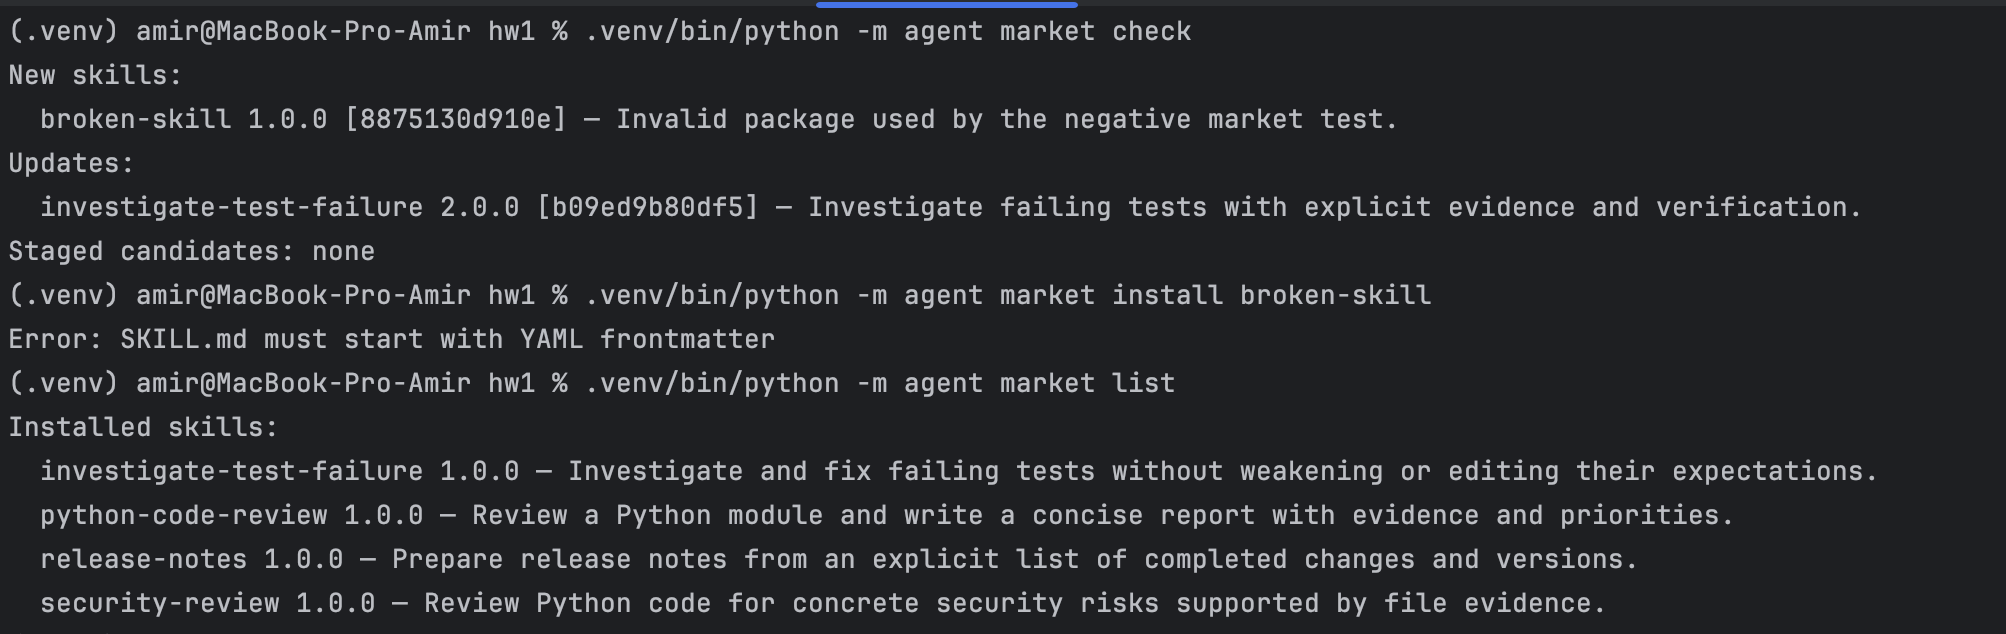 (.venv) amir@MacBook-Pro-Amir hw1 % .venv/bin/python -m agent market check
New skills:
  broken-skill 1.0.0 [8875130d910e] — Invalid package used by the negative market test.
Updates:
  investigate-test-failure 2.0.0 [b09ed9b80df5] — Investigate failing tests with explicit evidence and verification.
Staged candidates: none
(.venv) amir@MacBook-Pro-Amir hw1 % .venv/bin/python -m agent market install broken-skill
Error: SKILL.md must start with YAML frontmatter
(.venv) amir@MacBook-Pro-Amir hw1 % .venv/bin/python -m agent market list
Installed skills:
  investigate-test-failure 1.0.0 — Investigate and fix failing tests without weakening or editing their expectations.
  python-code-review 1.0.0 — Review a Python module and write a concise report with evidence and priorities.
  release-notes 1.0.0 — Prepare release notes from an explicit list of completed changes and versions.
  security-review 1.0.0 — Review Python code for concrete security risks supported by file evidence.